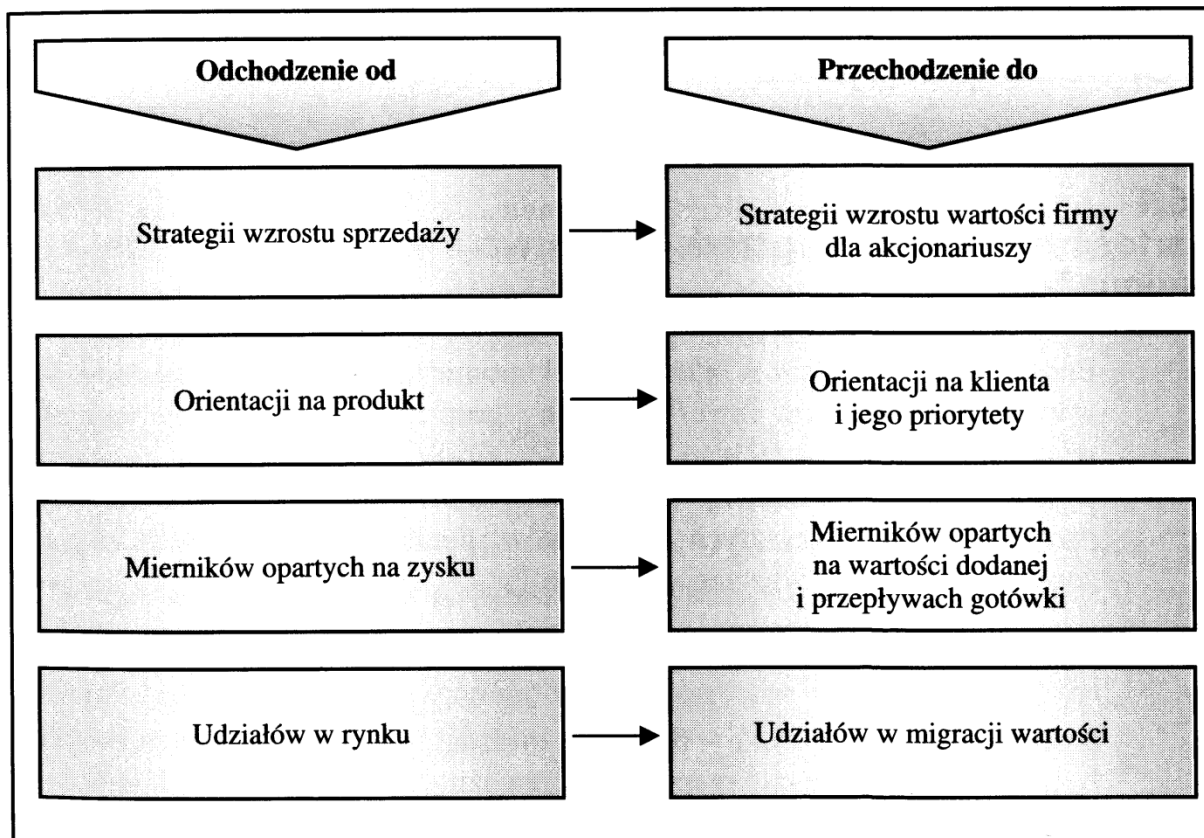 Odchodzenie od
Przechodzenie do
Strategii wzrostu sprzedaży
Strategii wzrostu wartości firmy
dla akcjonariuszy
Orientacji na produkt
Orientacji na klienta
i jego priorytety
Mierników opartych na zysku
Mierników opartych
na wartości dodanej
i przepływach gotówki
Udziałów w rynku
Udziałów w migracji wartości